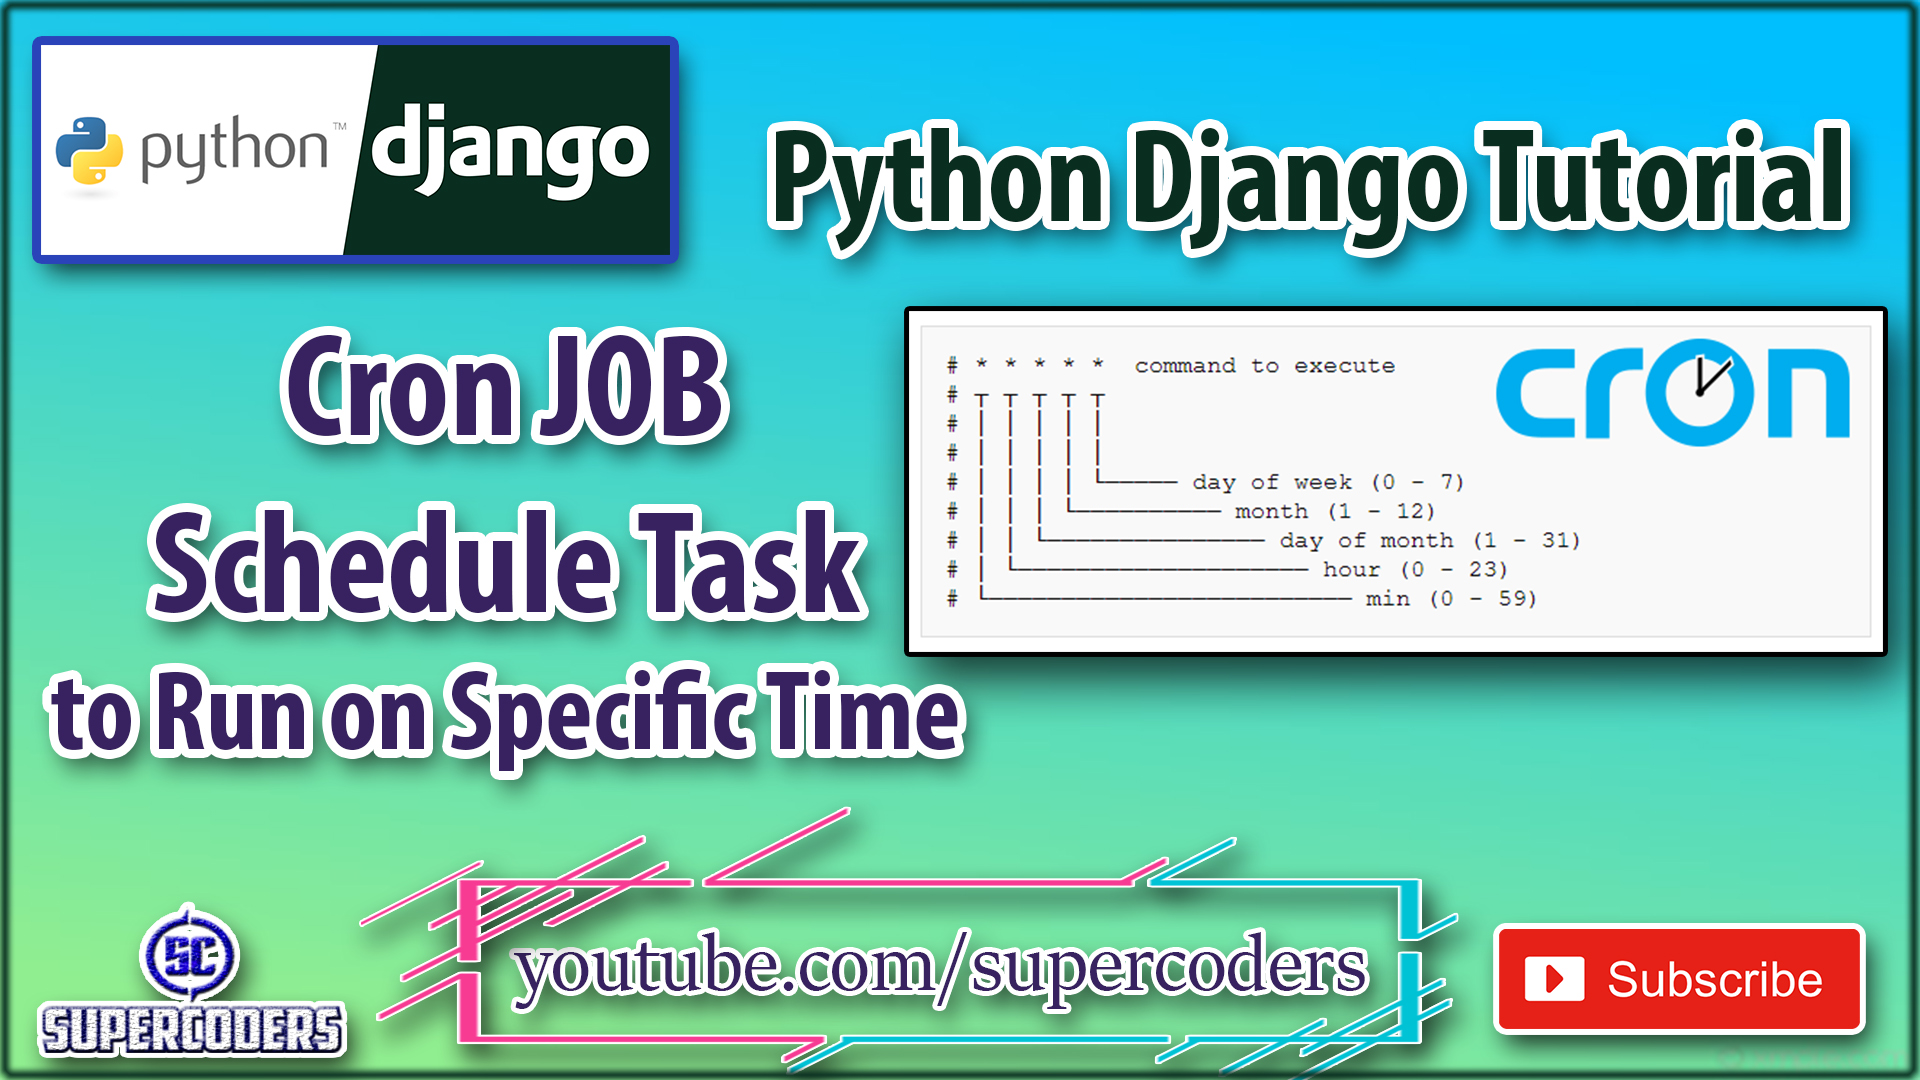 python™
django
Python Django Tutorial
Cron JOB
Schedule Task
to Run on Specific Time
# * * * * * command to execute
# ┬ ┬ ┬ ┬ ┬
# │ │ │ │ │
# │ │ │ │ │
# │ │ │ │ └───── day of week (0 - 7)
# │ │ │ └────────── month (1 - 12)
# │ │ └─────────────── day of month (1 - 31)
# │ └──────────────────── hour (0 - 23)
# └───────────────────────── min (0 - 59)
cron
SC
SUPERCODERS
youtube.com/supercoders
Subscribe